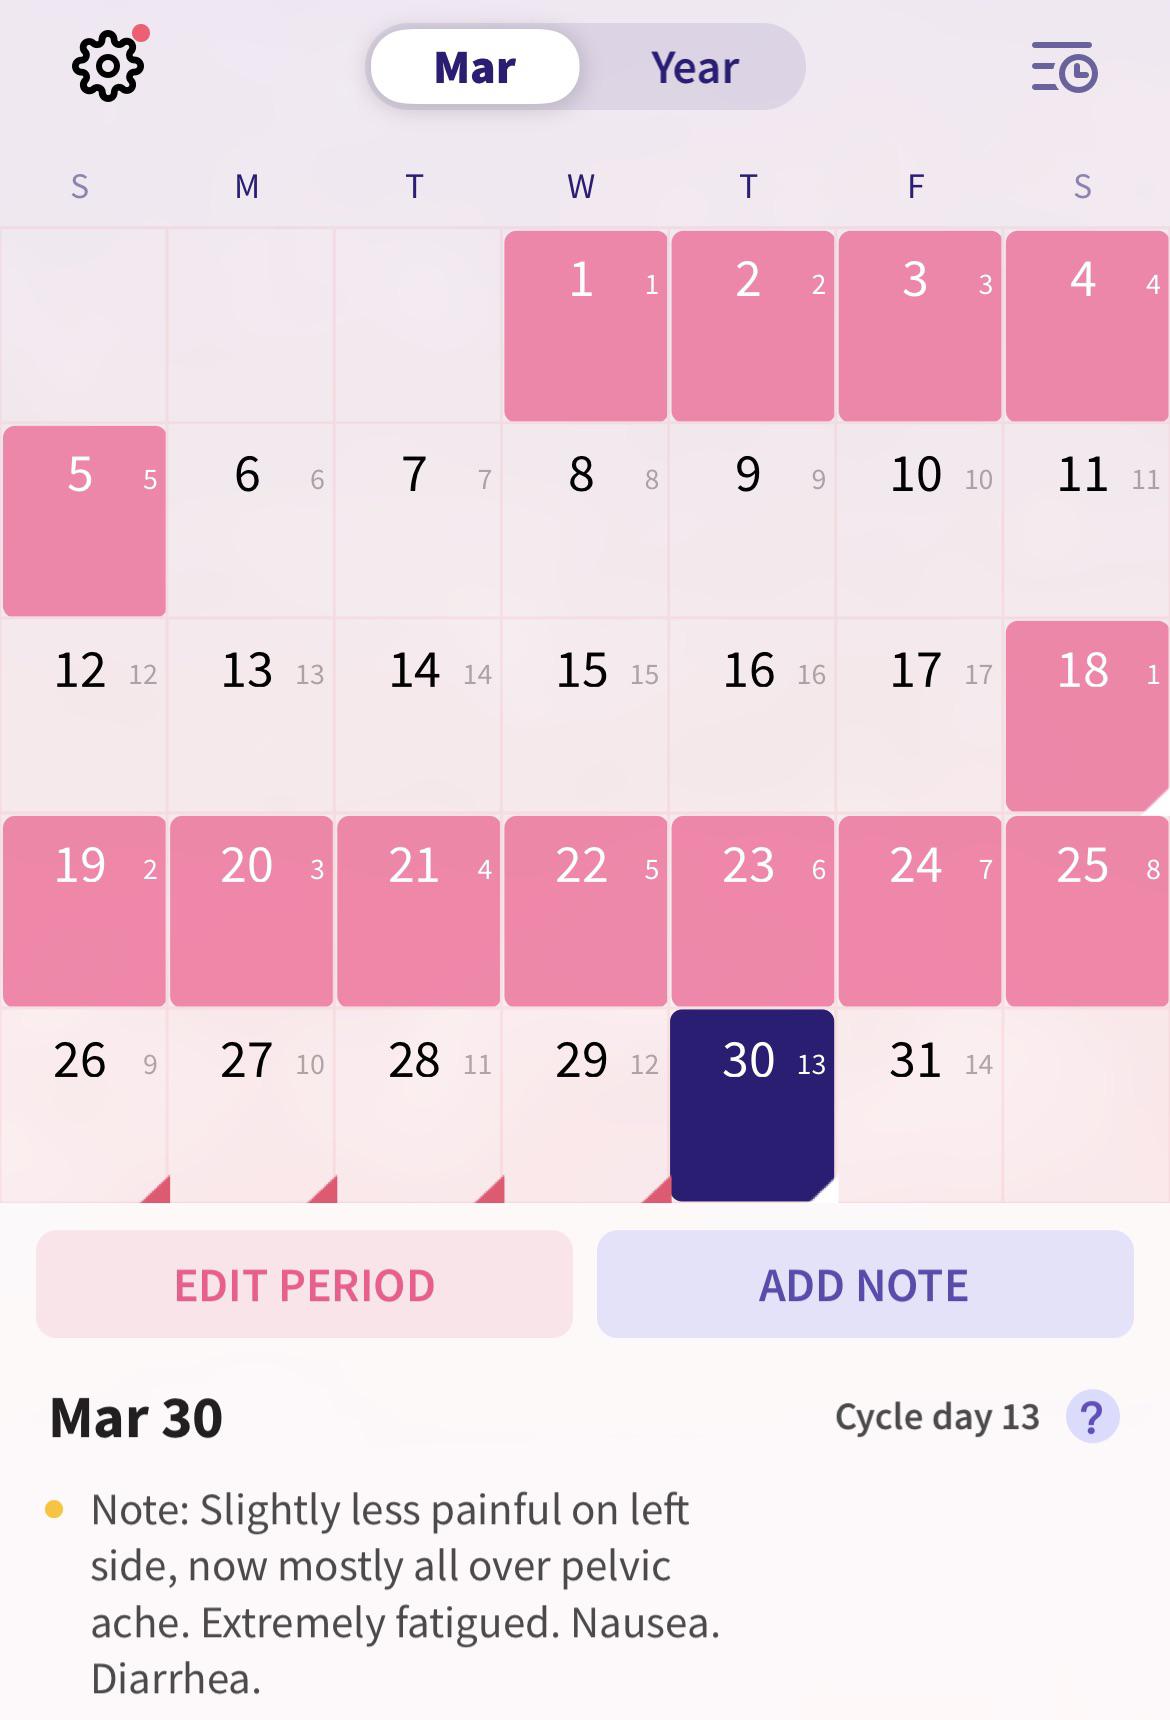 Mar Year
S M T W T F S
1 1 2 2 3 3 4 4
5 5 6 6 7 7 8 8 9 9 10 10 11 11
12 12 13 13 14 14 15 15 16 16 17 17 18 1
19 2 20 3 21 4 22 5 23 6 24 7 25 8
26 9 27 10 28 11 29 12 30 13 31 14
EDIT PERIOD ADD NOTE
Mar 30 Cycle day 13 ?
Note: Slightly less painful on left
side, now mostly all over pelvic
ache. Extremely fatigued. Nausea.
Diarrhea.